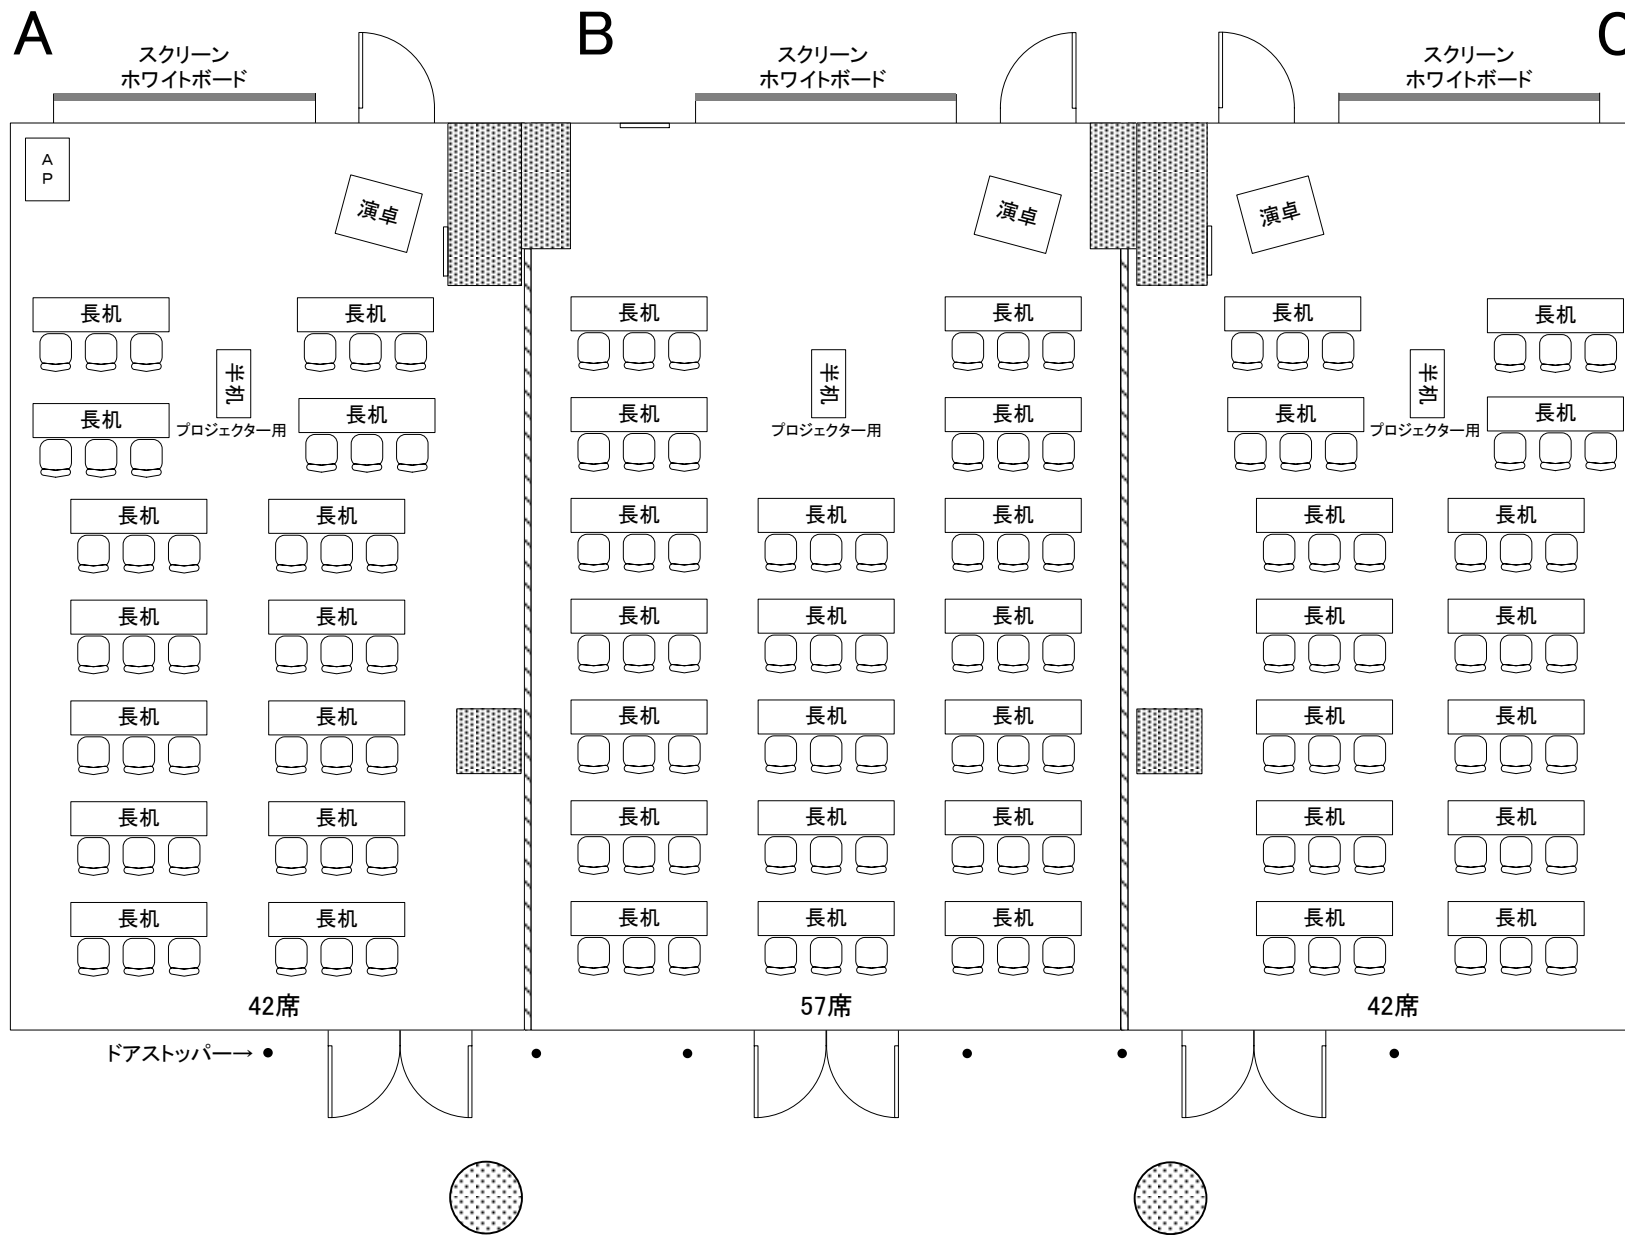 A
B
C
スクリーン
ホワイトボード
スクリーン
ホワイトボード
スクリーン
ホワイトボード
A
P
演卓
演卓
演卓
長机 長机 長机 長机 長机 長机
半机 半机 半机
長机 長机 長机 長机 長机 長机
プロジェクター用 プロジェクター用 プロジェクター用
長机 長机 長机 長机 長机 長机 長机
長机 長机 長机 長机 長机 長机 長机
長机 長机 長机 長机 長机 長机 長机
長机 長机 長机 長机 長机 長机 長机
長机 長机 長机 長机 長机 長机 長机
42席 57席 42席
ドアストッパー→